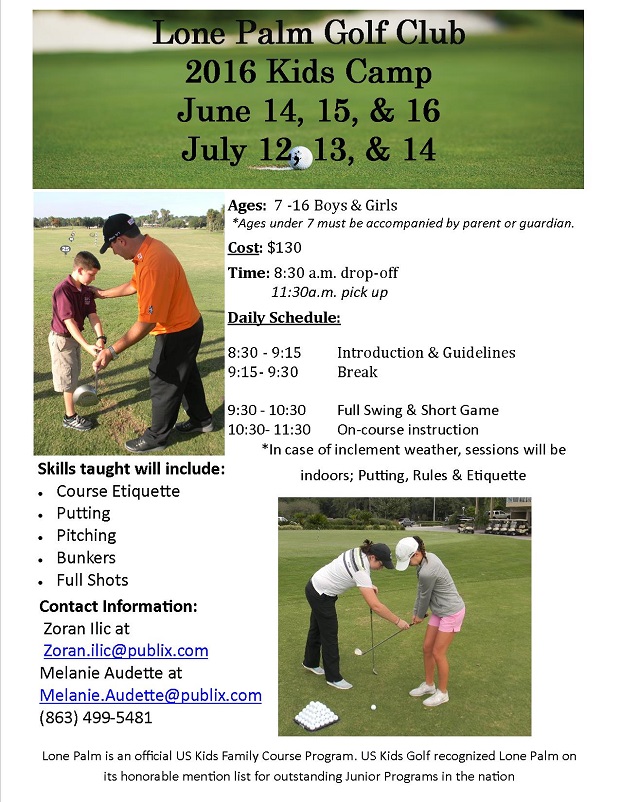 Lone Palm Golf Club
2016 Kids Camp
June 14, 15, & 16
July 12, 13, & 14
Ages: 7 -16 Boys & Girls
*Ages under 7 must be accompanied by parent or guardian.
Cost: $130
Time: 8:30 a.m. drop-off
11:30a.m. pick up
Daily Schedule:
8:30 - 9:15 Introduction & Guidelines
9:15- 9:30 Break
9:30 - 10:30 Full Swing & Short Game
10:30- 11:30 On-course instruction
*In case of inclement weather, sessions will be
indoors; Putting, Rules & Etiquette
25
Skills taught will include:
• Course Etiquette
• Putting
• Pitching
• Bunkers
• Full Shots
Contact Information:
Zoran Ilic at
Zoran.ilic@publix.com
Melanie Audette at
Melanie.Audette@publix.com
(863) 499-5481
Lone Palm is an official US Kids Family Course Program. US Kids Golf recognized Lone Palm on
its honorable mention list for outstanding Junior Programs in the nation